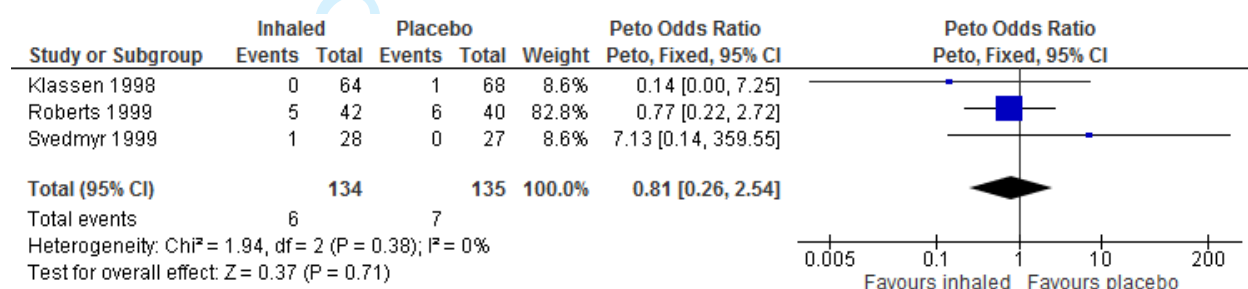 Inhaled Placebo Peto Odds Ratio Peto Odds Ratio
Study or Subgroup Events Total Events Total Weight Peto, Fixed, 95% CI Peto, Fixed, 95% CI
Klassen 1998 0 64 1 68 8.6% 0.14 [0.00, 7.25]
Roberts 1999 5 42 6 40 82.8% 0.77 [0.22, 2.72]
Svedmyr 1999 1 28 0 27 8.6% 7.13 [0.14, 359.55]
Total (95% CI) 134 135 100.0% 0.81 [0.26, 2.54]
Total events 6 7
Heterogeneity: Chi² = 1.94, df = 2 (P = 0.38); I² = 0%
Test for overall effect: Z = 0.37 (P = 0.71)
0.005 0.1 1 10 200
Favours inhaled Favours placebo